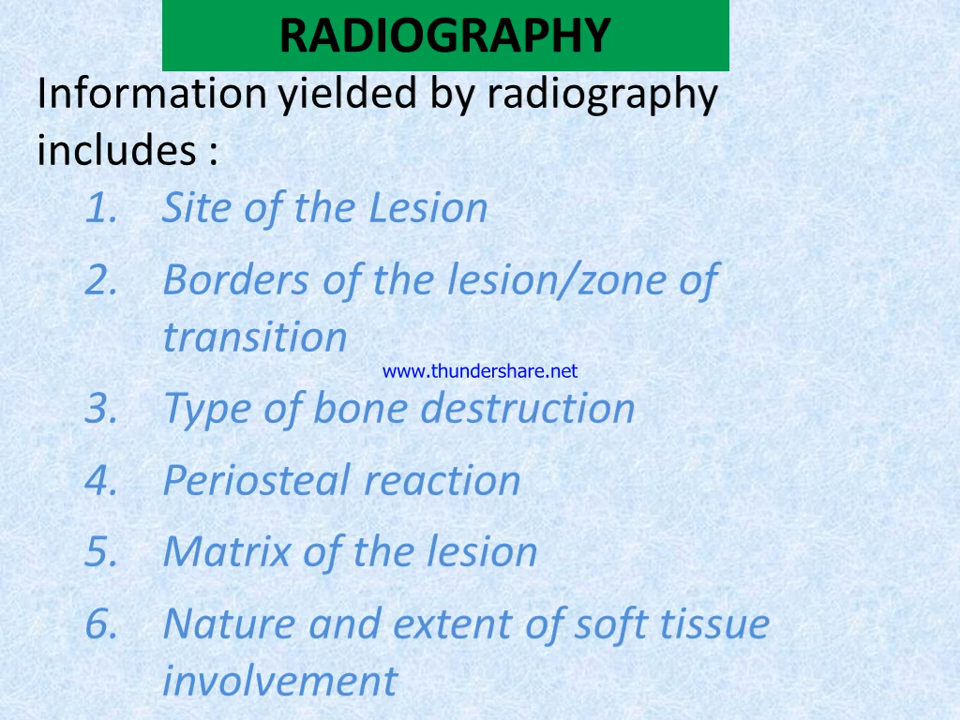 RADIOGRAPHY
Information yielded by radiography
includes :
1. Site of the Lesion
2. Borders of the lesion/zone of
transition
www.thundershare.net
3. Type of bone destruction
4. Periosteal reaction
5. Matrix of the lesion
6. Nature and extent of soft tissue
involvement